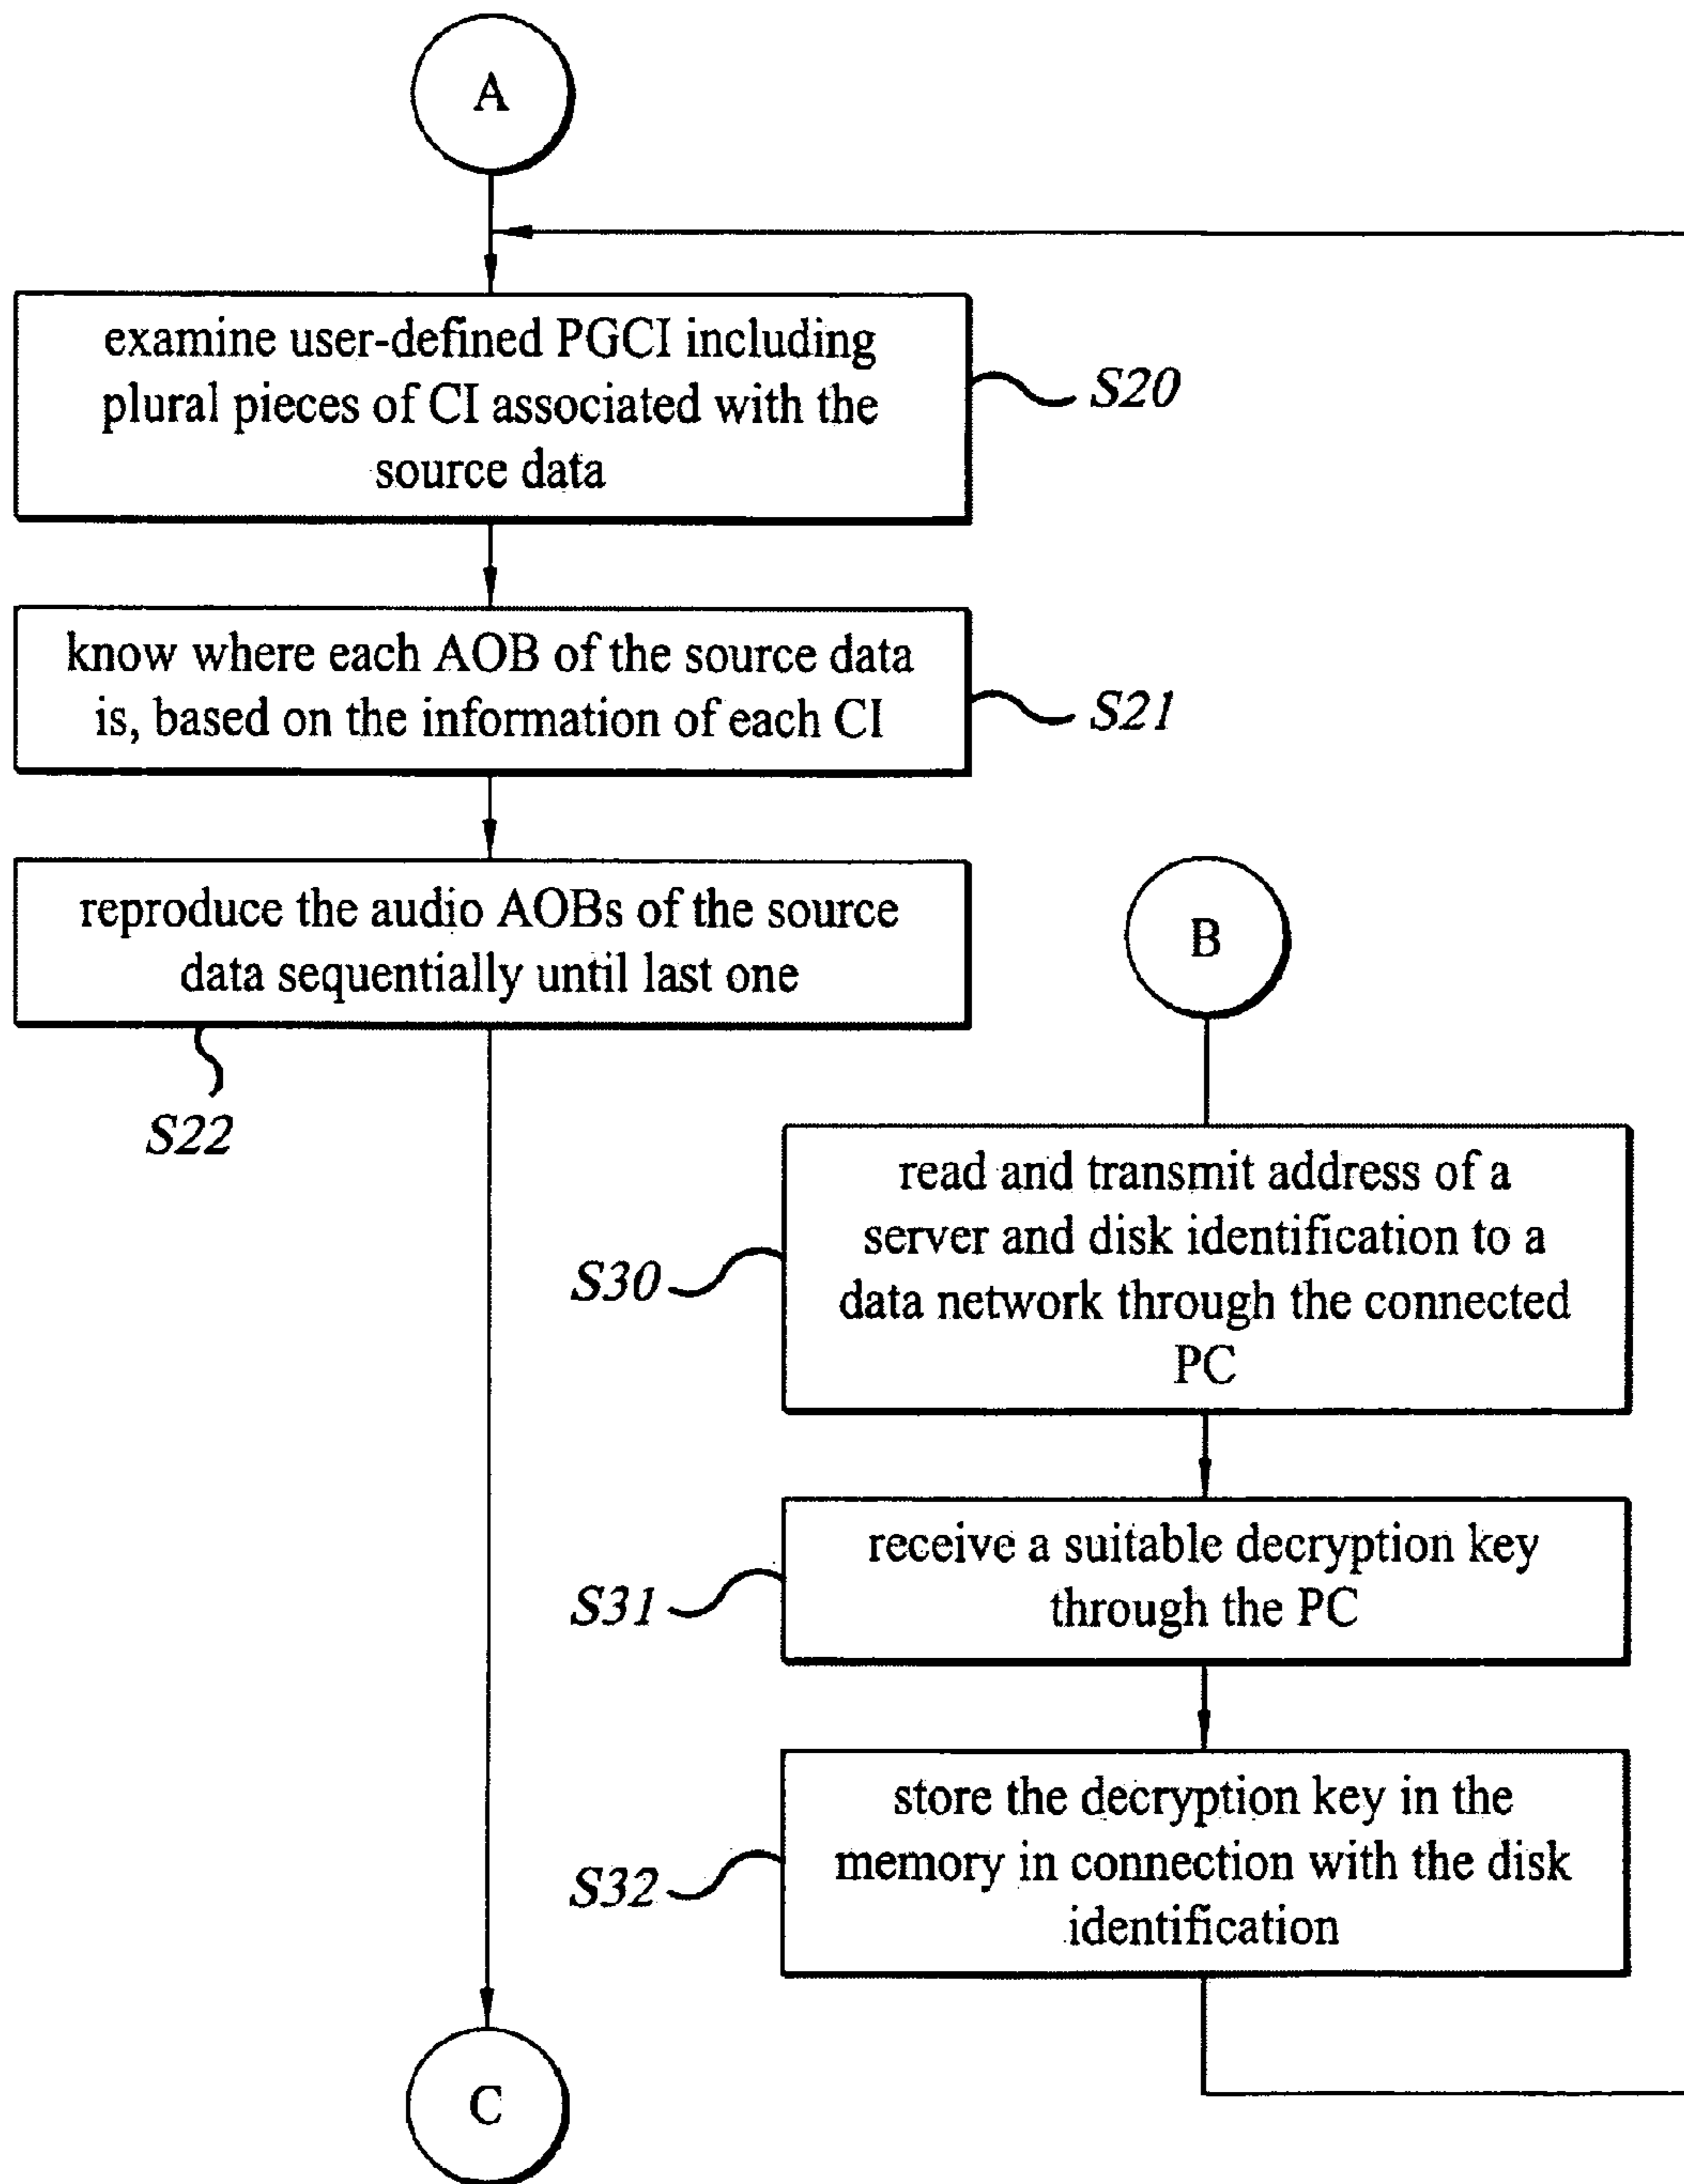 A
examine user-defined PGCI including
plural pieces of CI associated with the
source data
S20
know where each AOB of the source data
is, based on the information of each CI
S21
reproduce the audio AOBs of the source
data sequentially until last one
S22
B
read and transmit address of a
server and disk identification to a
data network through the connected
PC
S30
receive a suitable decryption key
through the PC
S31
store the decryption key in the
memory in connection with the disk
identification
S32
C